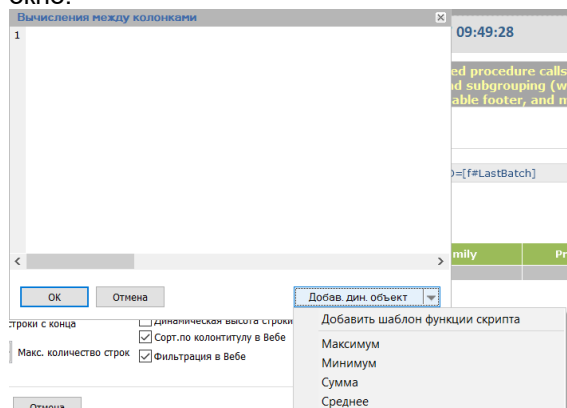 окно:
Вычисления между колонками
1
09:49:28
ed procedure calls
nd subgrouping (w
able footer, and m
D=[f#LastBatch]
mily
Pr
ОК
Отмена
Добав. дин. объект
Добавить шаблон функции скрипта
Максимум
Минимум
Сумма
Среднее
строки с конца
Динамическая высота строки
Сорт.по колонтитулу в Вебе
Макс. количество строк
Фильтрация в Вебе
Отмена